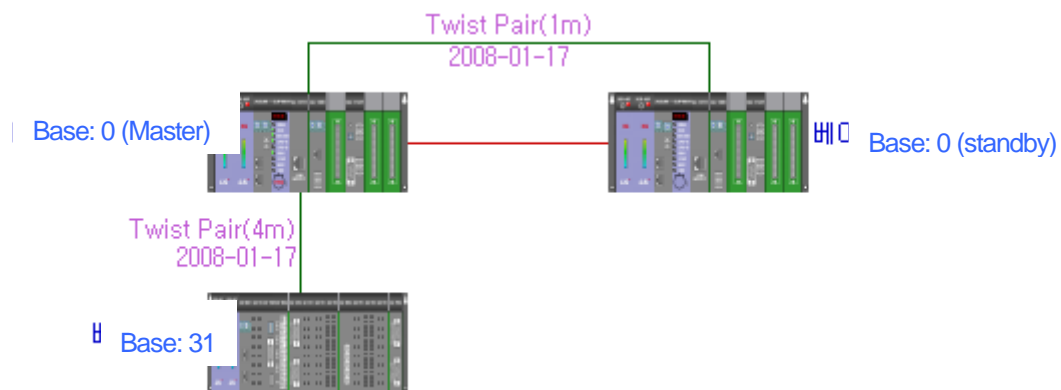 Twist Pair(1m)
2008-01-17
Base: 0 (Master)
Base: 0 (standby)
Twist Pair(4m)
2008-01-17
Base: 31